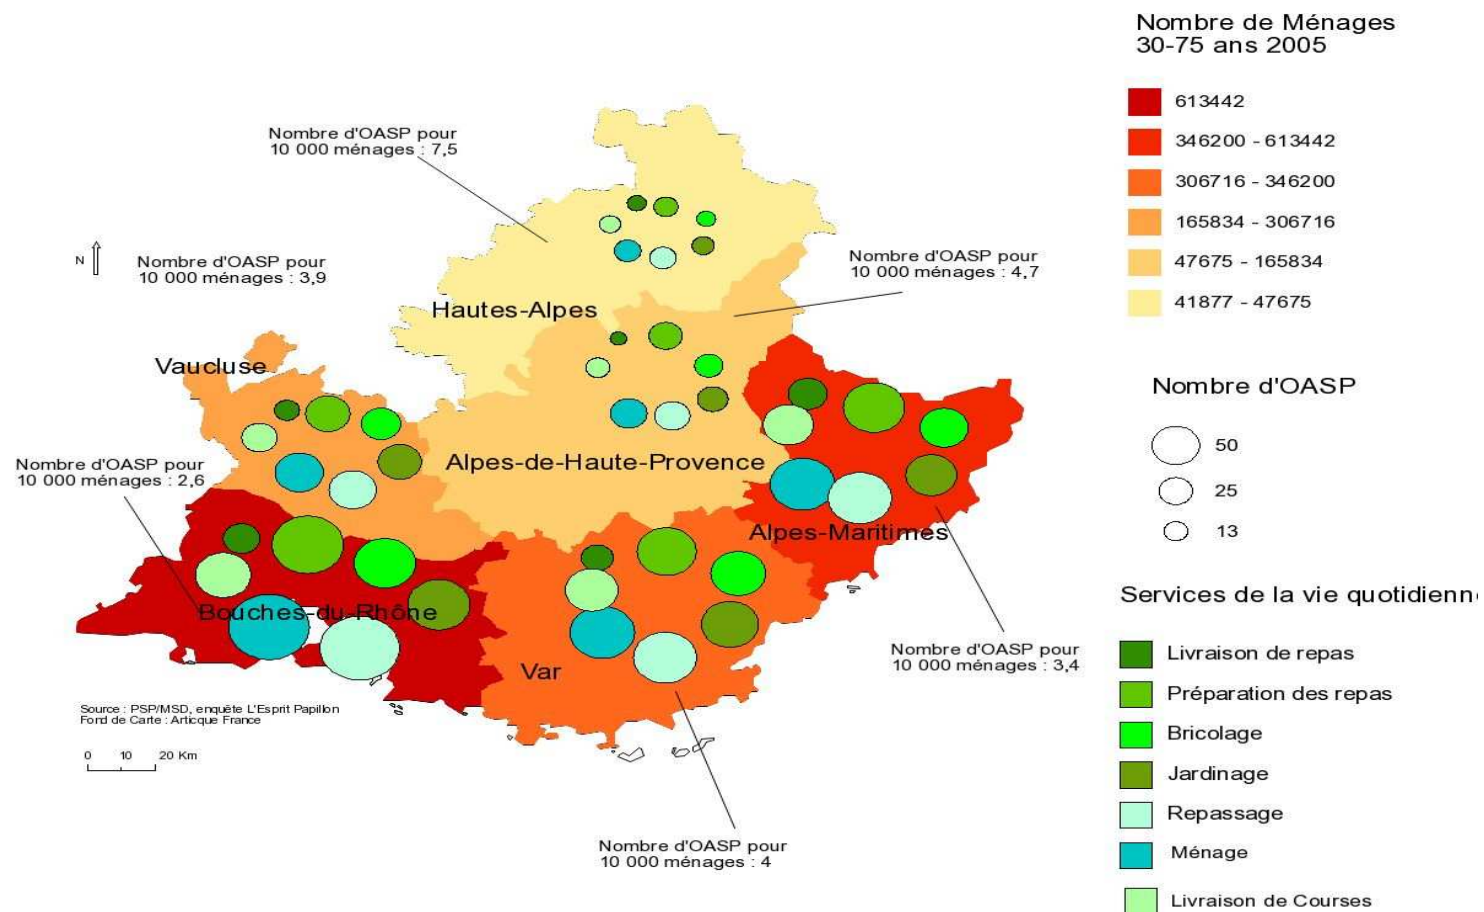 Nombre de Ménages
30-75 ans 2005
613442
346200 - 613442
306716 - 346200
165834 - 306716
47675 - 165834
41877 - 47675
Nombre d'OASP
50
25
13
Services de la vie quotidienne
Livraison de repas
Préparation des repas
Bricolage
Jardinage
Repassage
Ménage
Livraison de Courses
Nombre d'OASP pour
10 000 ménages : 7,5
N
Nombre d'OASP pour
10 000 ménages : 3,9
Nombre d'OASP pour
10 000 ménages : 4,7
Hautes-Alpes
Vaucluse
Nombre d'OASP pour
10 000 ménages : 2,6
Alpes-de-Haute-Provence
Alpes-Maritimes
Bouches-du-Rhône
Var
Nombre d'OASP pour
10 000 ménages : 3,4
Source : PSP/MSD, enquète L'Esprit Papillon
Fond de Carte : Articque France
0 10 20 Km
Nombre d'OASP pour
10 000 ménages : 4